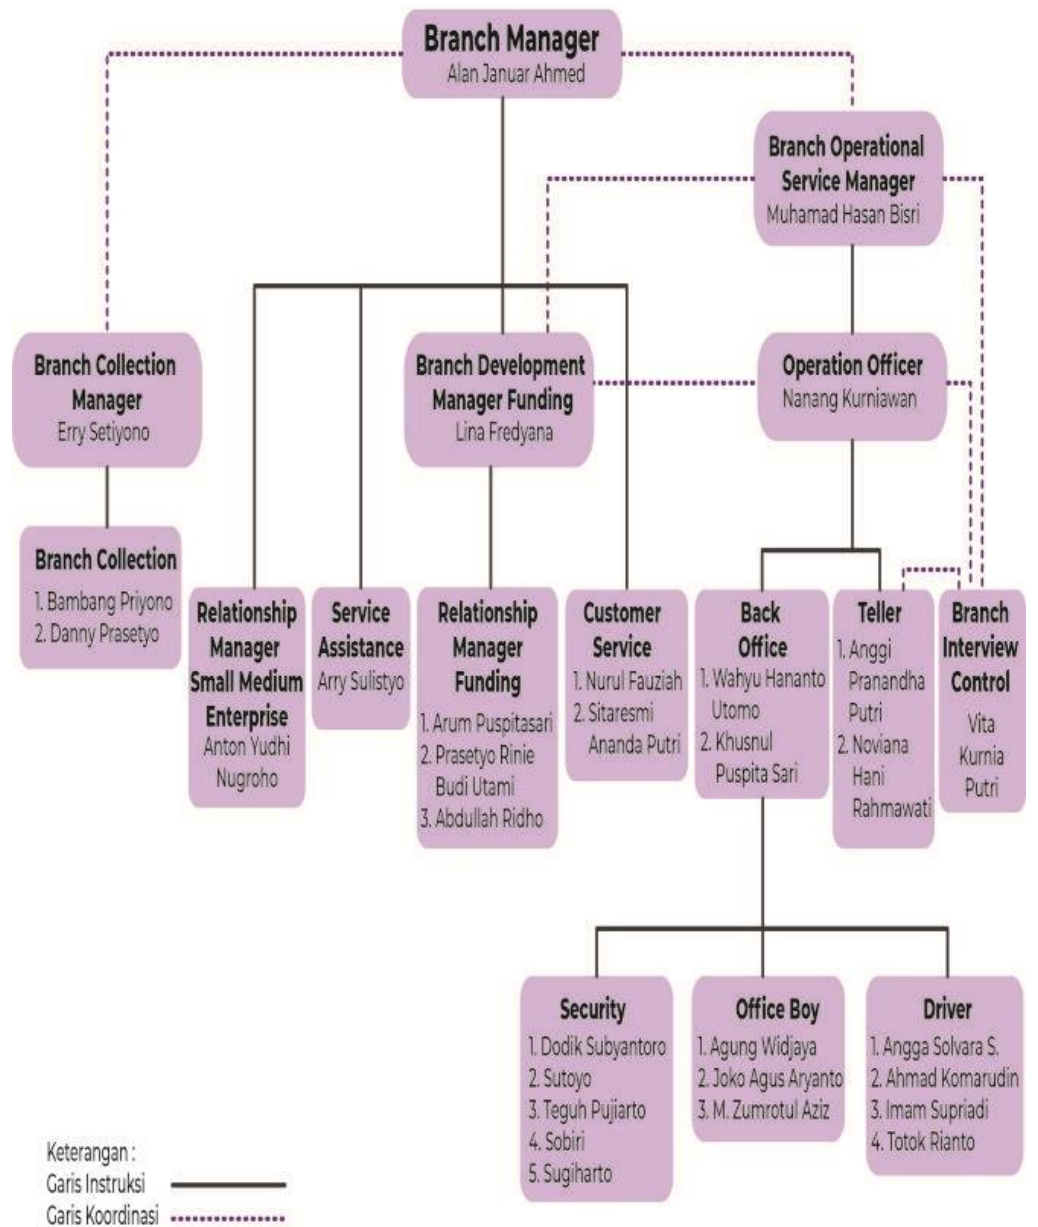 Branch Manager
Alan Januar Ahmed
Branch Operational
Service Manager
Muhamad Hasan Bisri
Branch Collection
Manager
Erry Setiyono
Branch Development
Manager Funding
Lina Fredyana
Operation Officer
Nanang Kurniawan
Branch Collection
1. Bambang Priyono
2. Danny Prasetyo
Relationship
Manager
Small Medium
Enterprise
Anton Yudhi
Nugroho
Service
Assistance
Arry Sulistyo
Relationship
Manager
Funding
1. Arum Puspitasari
2. Prasetyo Rinie
Budi Utami
3. Abdullah Ridho
Customer
Service
1. Nurul Fauziah
2. Sitaresmi
Ananda Putri
Back
Office
1. Wahyu Hananto
Utomo
2. Khusnul
Puspita Sari
Teller
1. Anggi
Pranandha
Putri
2. Noviana
Hani
Rahmawati
Branch
Interview
Control
Vita
Kurnia
Putri
Security
1. Dodik Subyantoro
2. Sutoyo
3. Teguh Pujiarto
4. Sobiri
5. Sugiharto
Office Boy
1. Agung Widjaya
2. Joko Agus Aryanto
3. M. Zumrotul Aziz
Driver
1. Angga Solvara S.
2. Ahmad Komarudin
3. Imam Supriadi
4. Totok Rianto
Keterangan :
Garis Instruksi
Garis Koordinasi